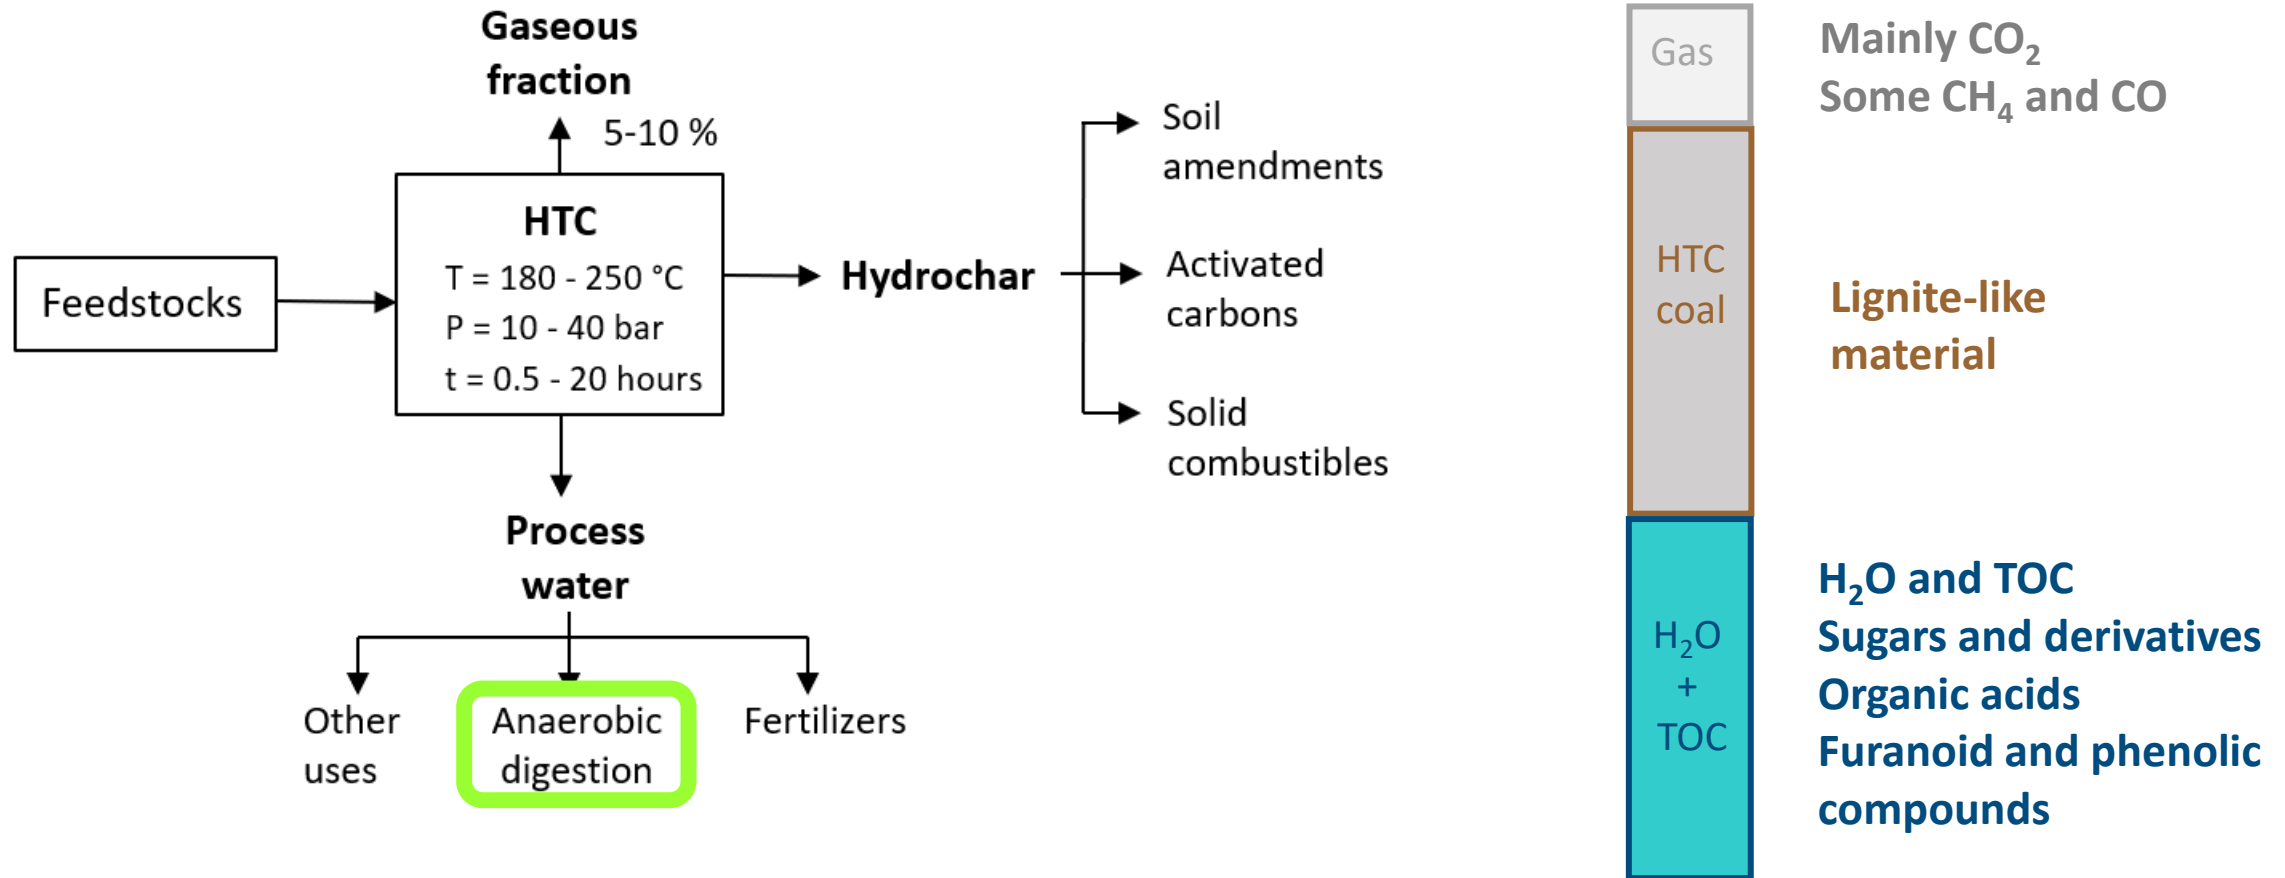 Gaseous
fraction
5-10 %
HTC
T = 180 - 250 °C
P = 10 - 40 bar
t = 0.5 - 20 hours
Feedstocks
Hydrochar
Soil
amendments
Activated
carbons
Solid
combustibles
Process
water
Other
uses
Anaerobic
digestion
Fertilizers
Gas
Mainly CO₂
Some CH₄ and CO
HTC
coal
Lignite-like
material
H₂O
+
TOC
H₂O and TOC
Sugars and derivatives
Organic acids
Furanoid and phenolic
compounds